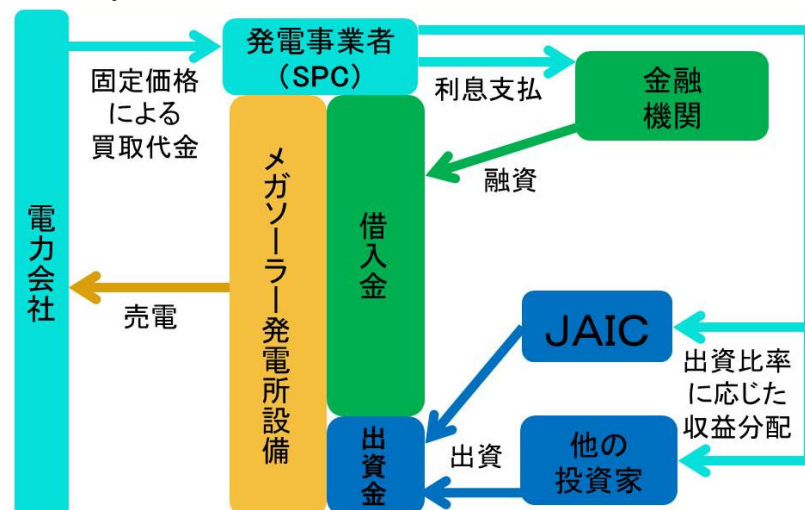 発電事業者
（SPC）
固定価格
による
買取代金
利息支払
金融
機関
融資
電力会社
メガソーラー発電所設備
借入金
売電
JAIC
出資比率
に応じた
収益分配
出資金
出資
他の
投資家